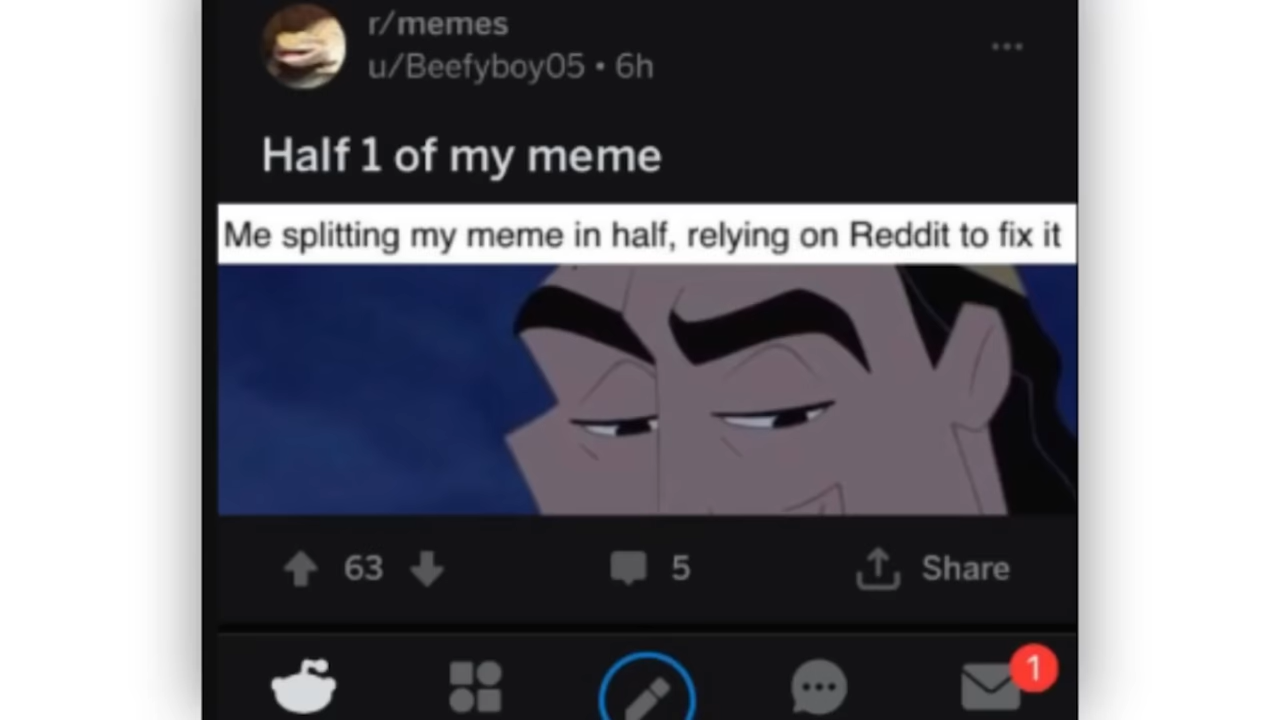 r/memes
u/Beefyboy05 • 6h
Half 1 of my meme
Me splitting my meme in half, relying on Reddit to fix it
63 5 Share
1